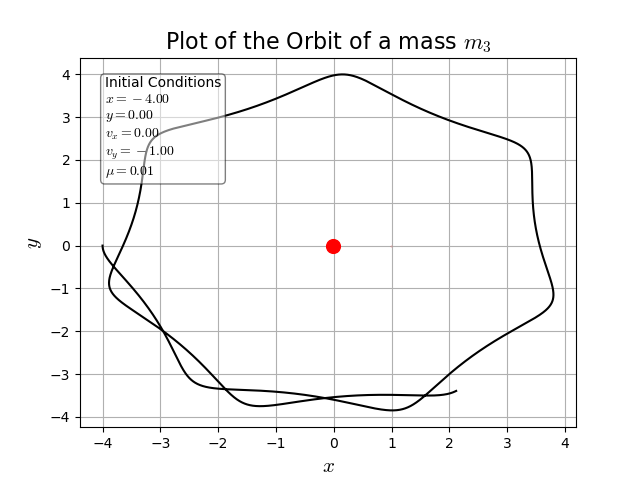 Plot of the Orbit of a mass m₃
Initial Conditions
x = −4.00
y = 0.00
vₓ = 0.00
v_y = −1.00
μ = 0.01
y
4
3
2
1
0
−1
−2
−3
−4
−4 −3 −2 −1 0 1 2 3 4
x